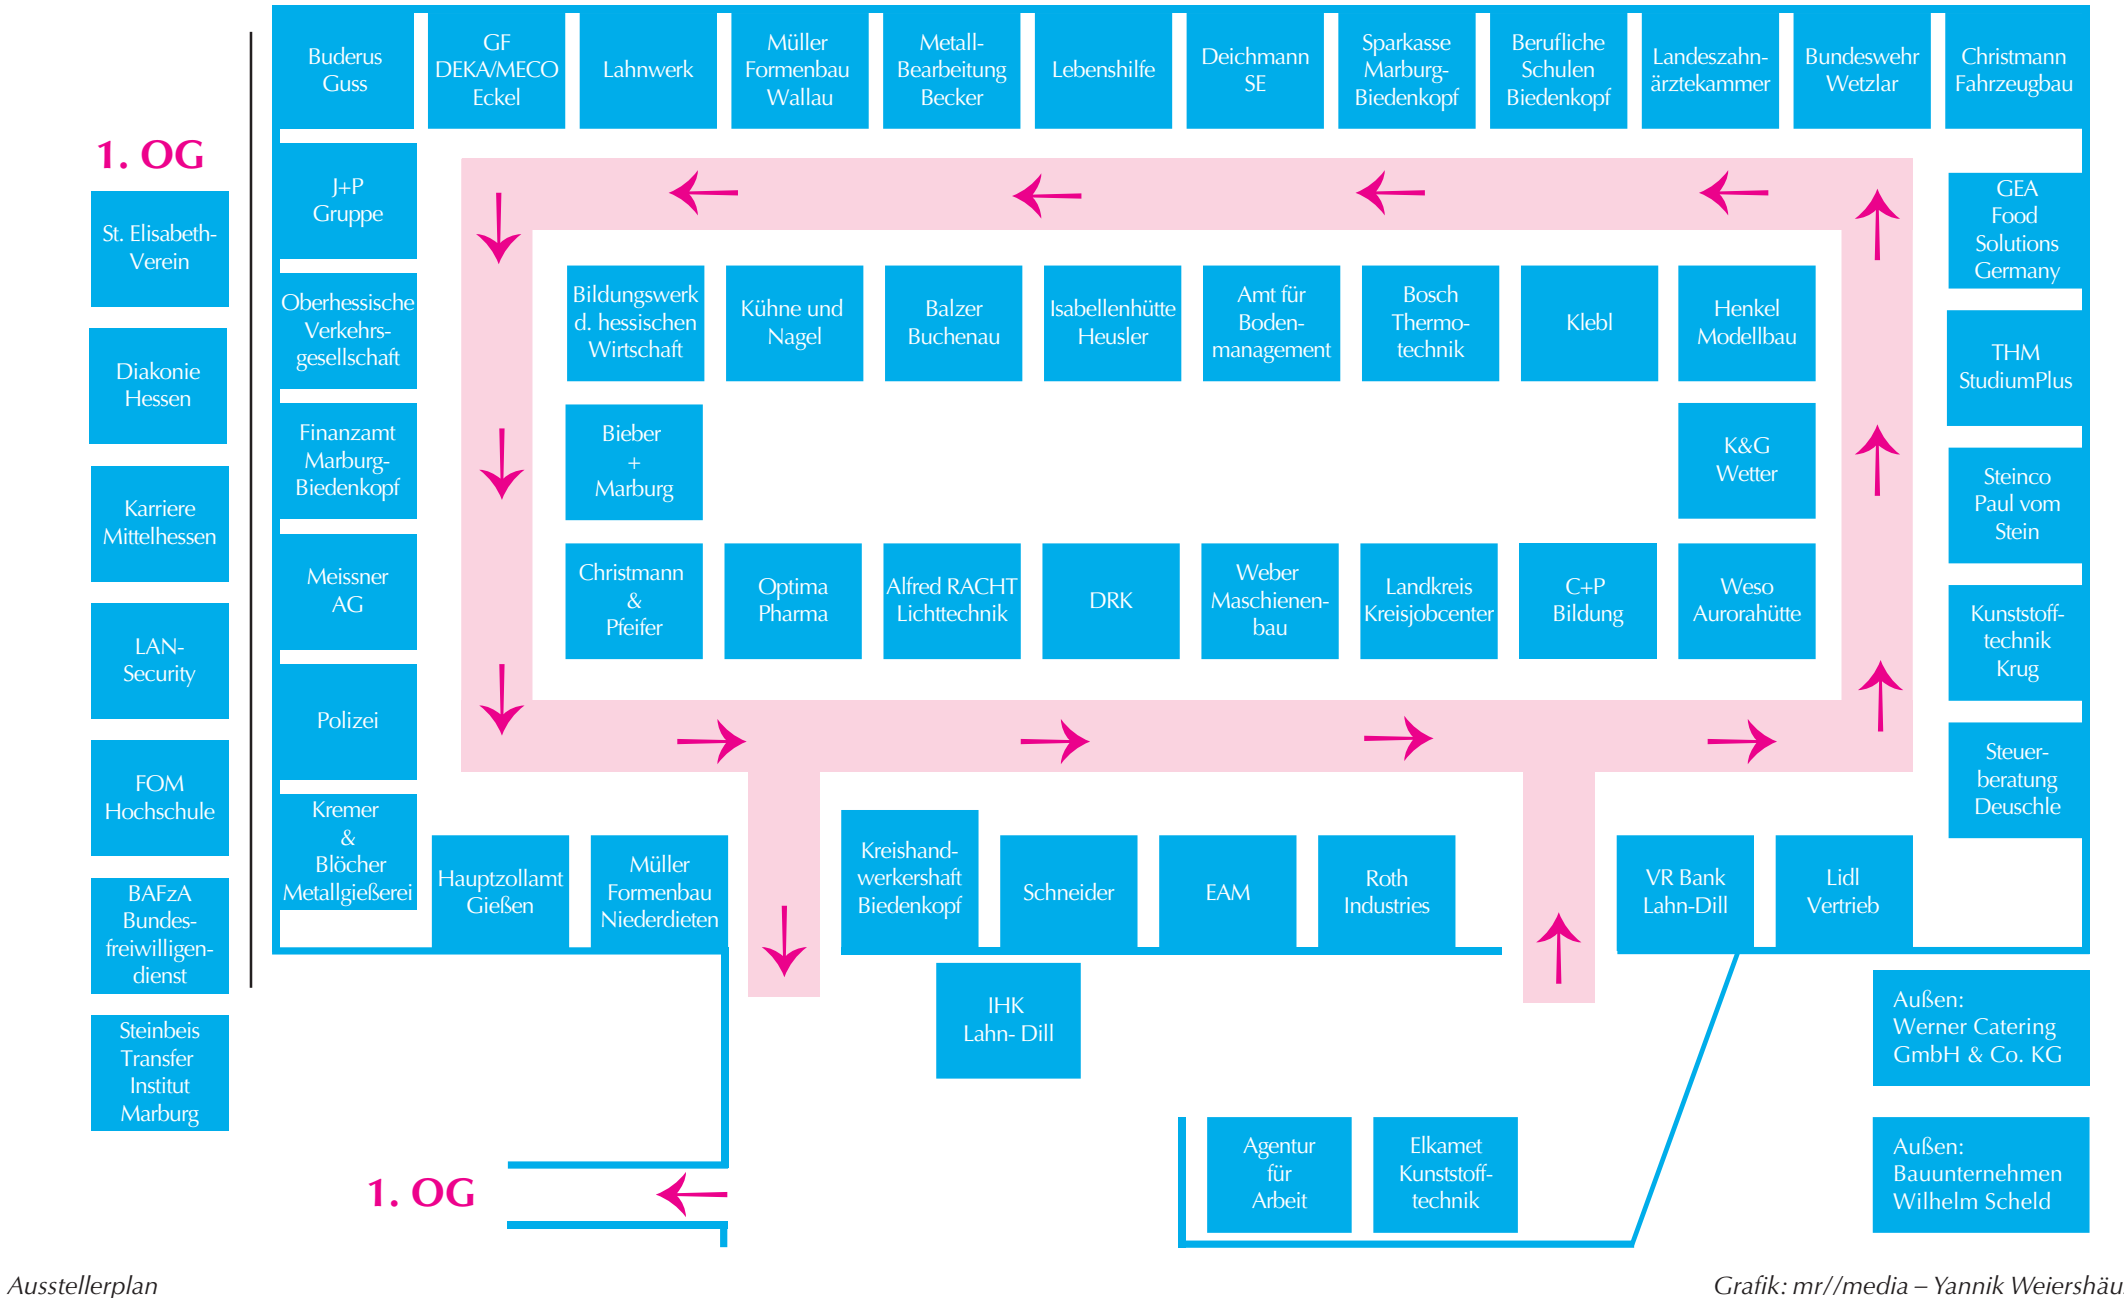 Buderus
Guss
GF
DEKA/MECO
Eckel
Lahnwerk
Müller
Formenbau
Wallau
Metall-
Bearbeitung
Becker
Lebenshilfe
Deichmann
SE
Sparkasse
Marburg-
Biedenkopf
Berufliche
Schulen
Biedenkopf
Landeszahn-
ärztekammer
Bundeswehr
Wetzlar
Christmann
Fahrzeugbau
1. OG
St. Elisabeth-
Verein
Diakonie
Hessen
Karriere
Mittelhessen
LAN-
Security
FOM
Hochschule
BAFzA
Bundes-
freiwilligen-
dienst
Steinbeis
Transfer
Institut
Marburg
J+P
Gruppe
Oberhessische
Verkehrs-
gesellschaft
Finanzamt
Marburg-
Biedenkopf
Meissner
AG
Polizei
Kremer
&
Blöcher
Metallgießerei
Bildungswerk
d. hessischen
Wirtschaft
Kühne und
Nagel
Balzer
Buchenau
Isabellenhütte
Heusler
Amt für
Boden-
management
Bosch
Thermo-
technik
Klebl
Henkel
Modellbau
Bieber
+
Marburg
K&G
Wetter
Christmann
&
Pfeifer
Optima
Pharma
Alfred RACHT
Lichttechnik
DRK
Weber
Maschienen-
bau
Landkreis
Kreisjobcenter
C+P
Bildung
Weso
Aurorahütte
GEA
Food
Solutions
Germany
THM
StudiumPlus
Steinco
Paul vom
Stein
Kunststoff-
technik
Krug
Steuer-
beratung
Deuschle
Hauptzollamt
Gießen
Müller
Formenbau
Niederdieten
Kreishand-
werkershaft
Biedenkopf
Schneider
EAM
Roth
Industries
VR Bank
Lahn-Dill
Lidl
Vertrieb
IHK
Lahn- Dill
Außen:
Werner Catering
GmbH & Co. KG
Agentur
für
Arbeit
Elkamet
Kunststoff-
technik
Außen:
Bauunternehmen
Wilhelm Scheld
1. OG
Ausstellerplan
Grafik: mr//media – Yannik Weiershäu